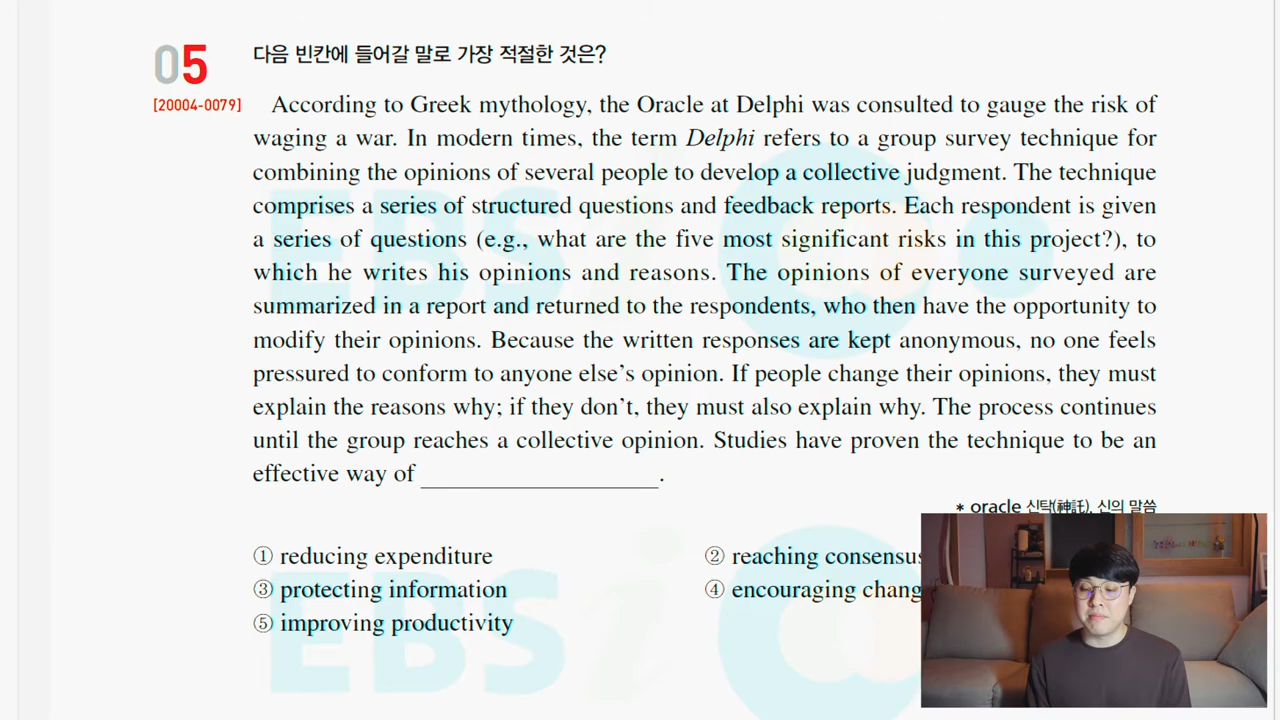 05
[20004-0079]
다음 빈칸에 들어갈 말로 가장 적절한 것은?
According to Greek mythology, the Oracle at Delphi was consulted to gauge the risk of
waging a war. In modern times, the term Delphi refers to a group survey technique for
combining the opinions of several people to develop a collective judgment. The technique
comprises a series of structured questions and feedback reports. Each respondent is given
a series of questions (e.g., what are the five most significant risks in this project?), to
which he writes his opinions and reasons. The opinions of everyone surveyed are
summarized in a report and returned to the respondents, who then have the opportunity to
modify their opinions. Because the written responses are kept anonymous, no one feels
pressured to conform to anyone else's opinion. If people change their opinions, they must
explain the reasons why; if they don't, they must also explain why. The process continues
until the group reaches a collective opinion. Studies have proven the technique to be an
effective way of ____________________.
* oracle 신탁(神託), 신의 말씀
① reducing expenditure
② reaching consensus
③ protecting information
④ encouraging chang
⑤ improving productivity
EBSi
EBSi